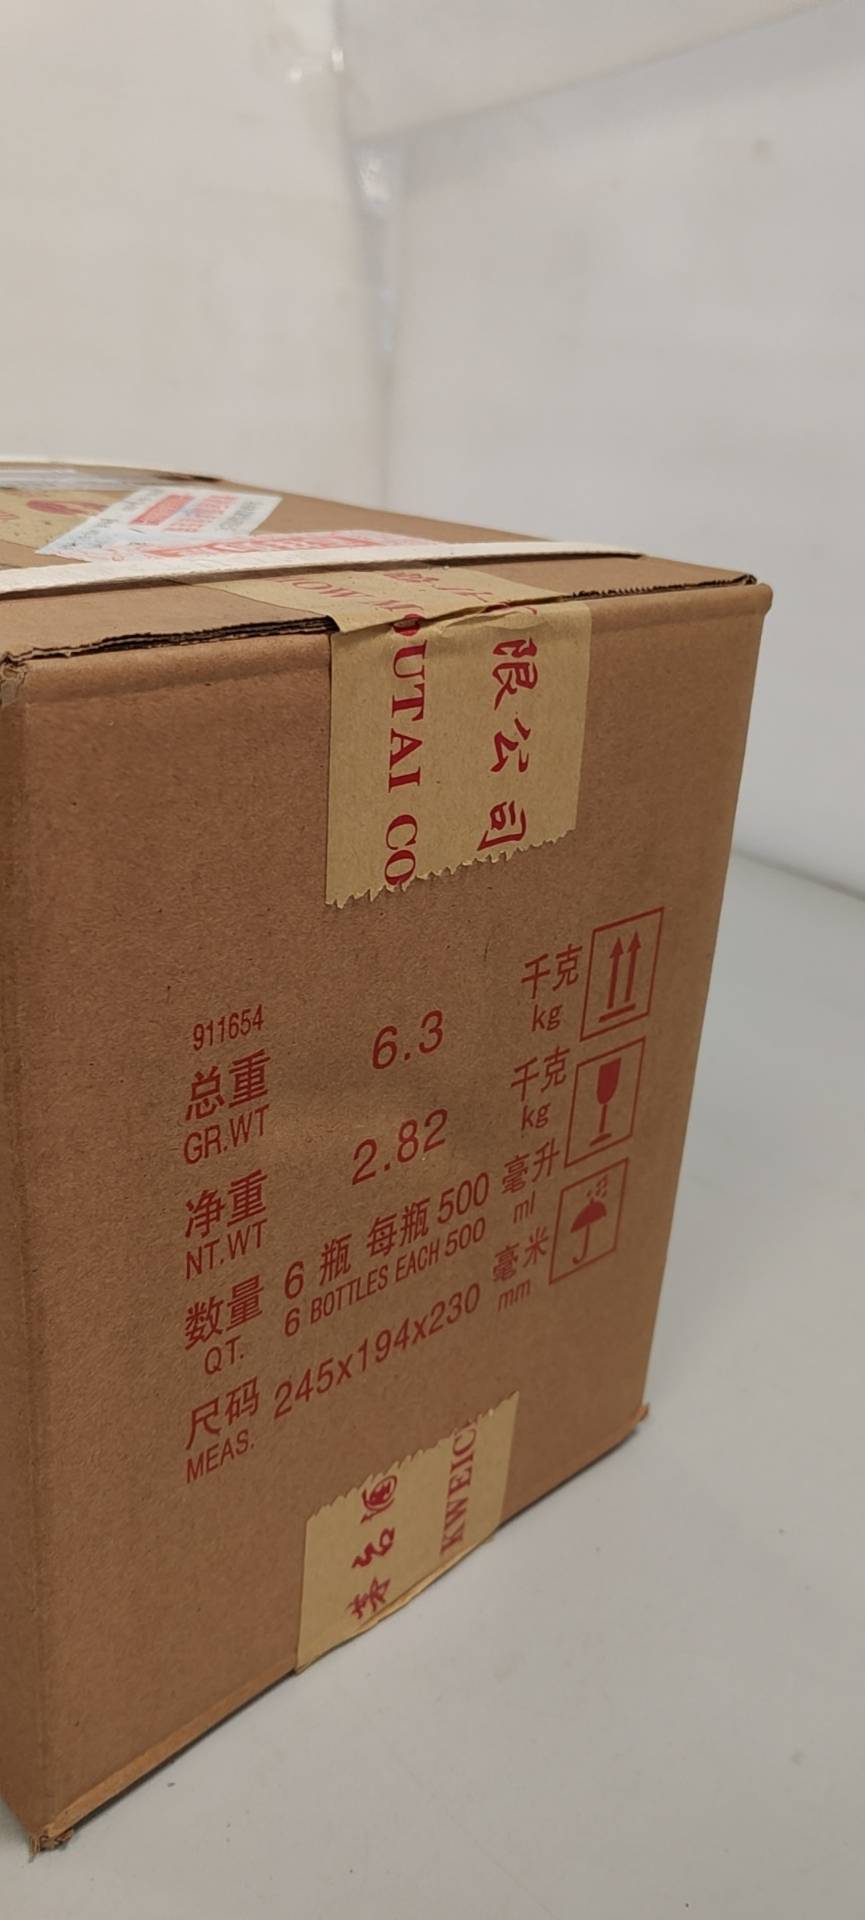 HOW MOUTAI CO
限公司
911654
总重 6.3 千克
GR.WT kg
净重 2.82 千克
NT.WT kg
数量 6 瓶 每瓶 500 毫升
QT. 6 BOTTLES EACH 500 ml
尺码 245x194x230 毫米
MEAS. mm
KWEIC